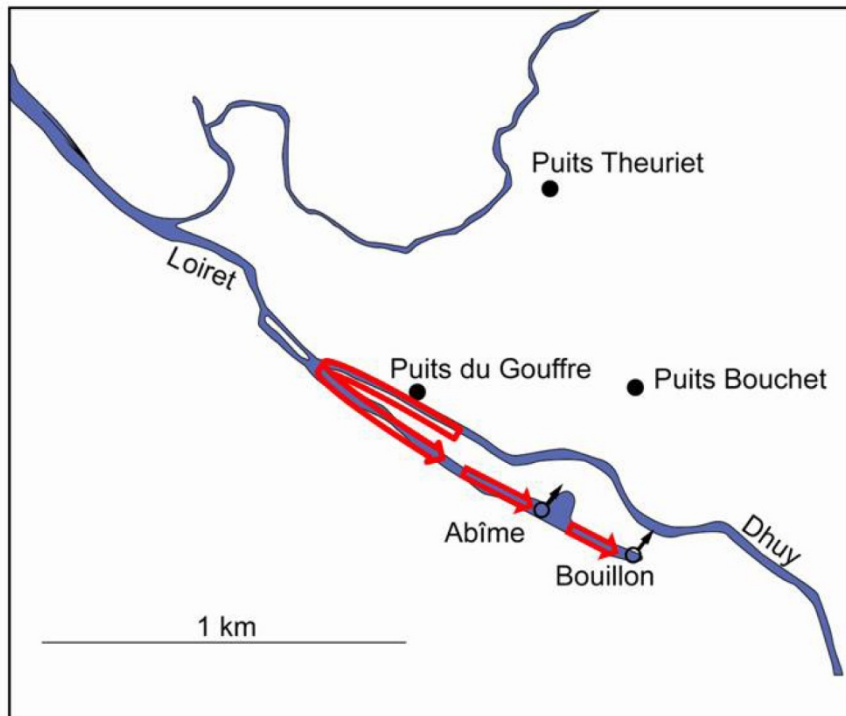 Puits Theuriet
Loiret
Puits du Gouffre
Puits Bouchet
Abîme
Dhuy
Bouillon
1 km